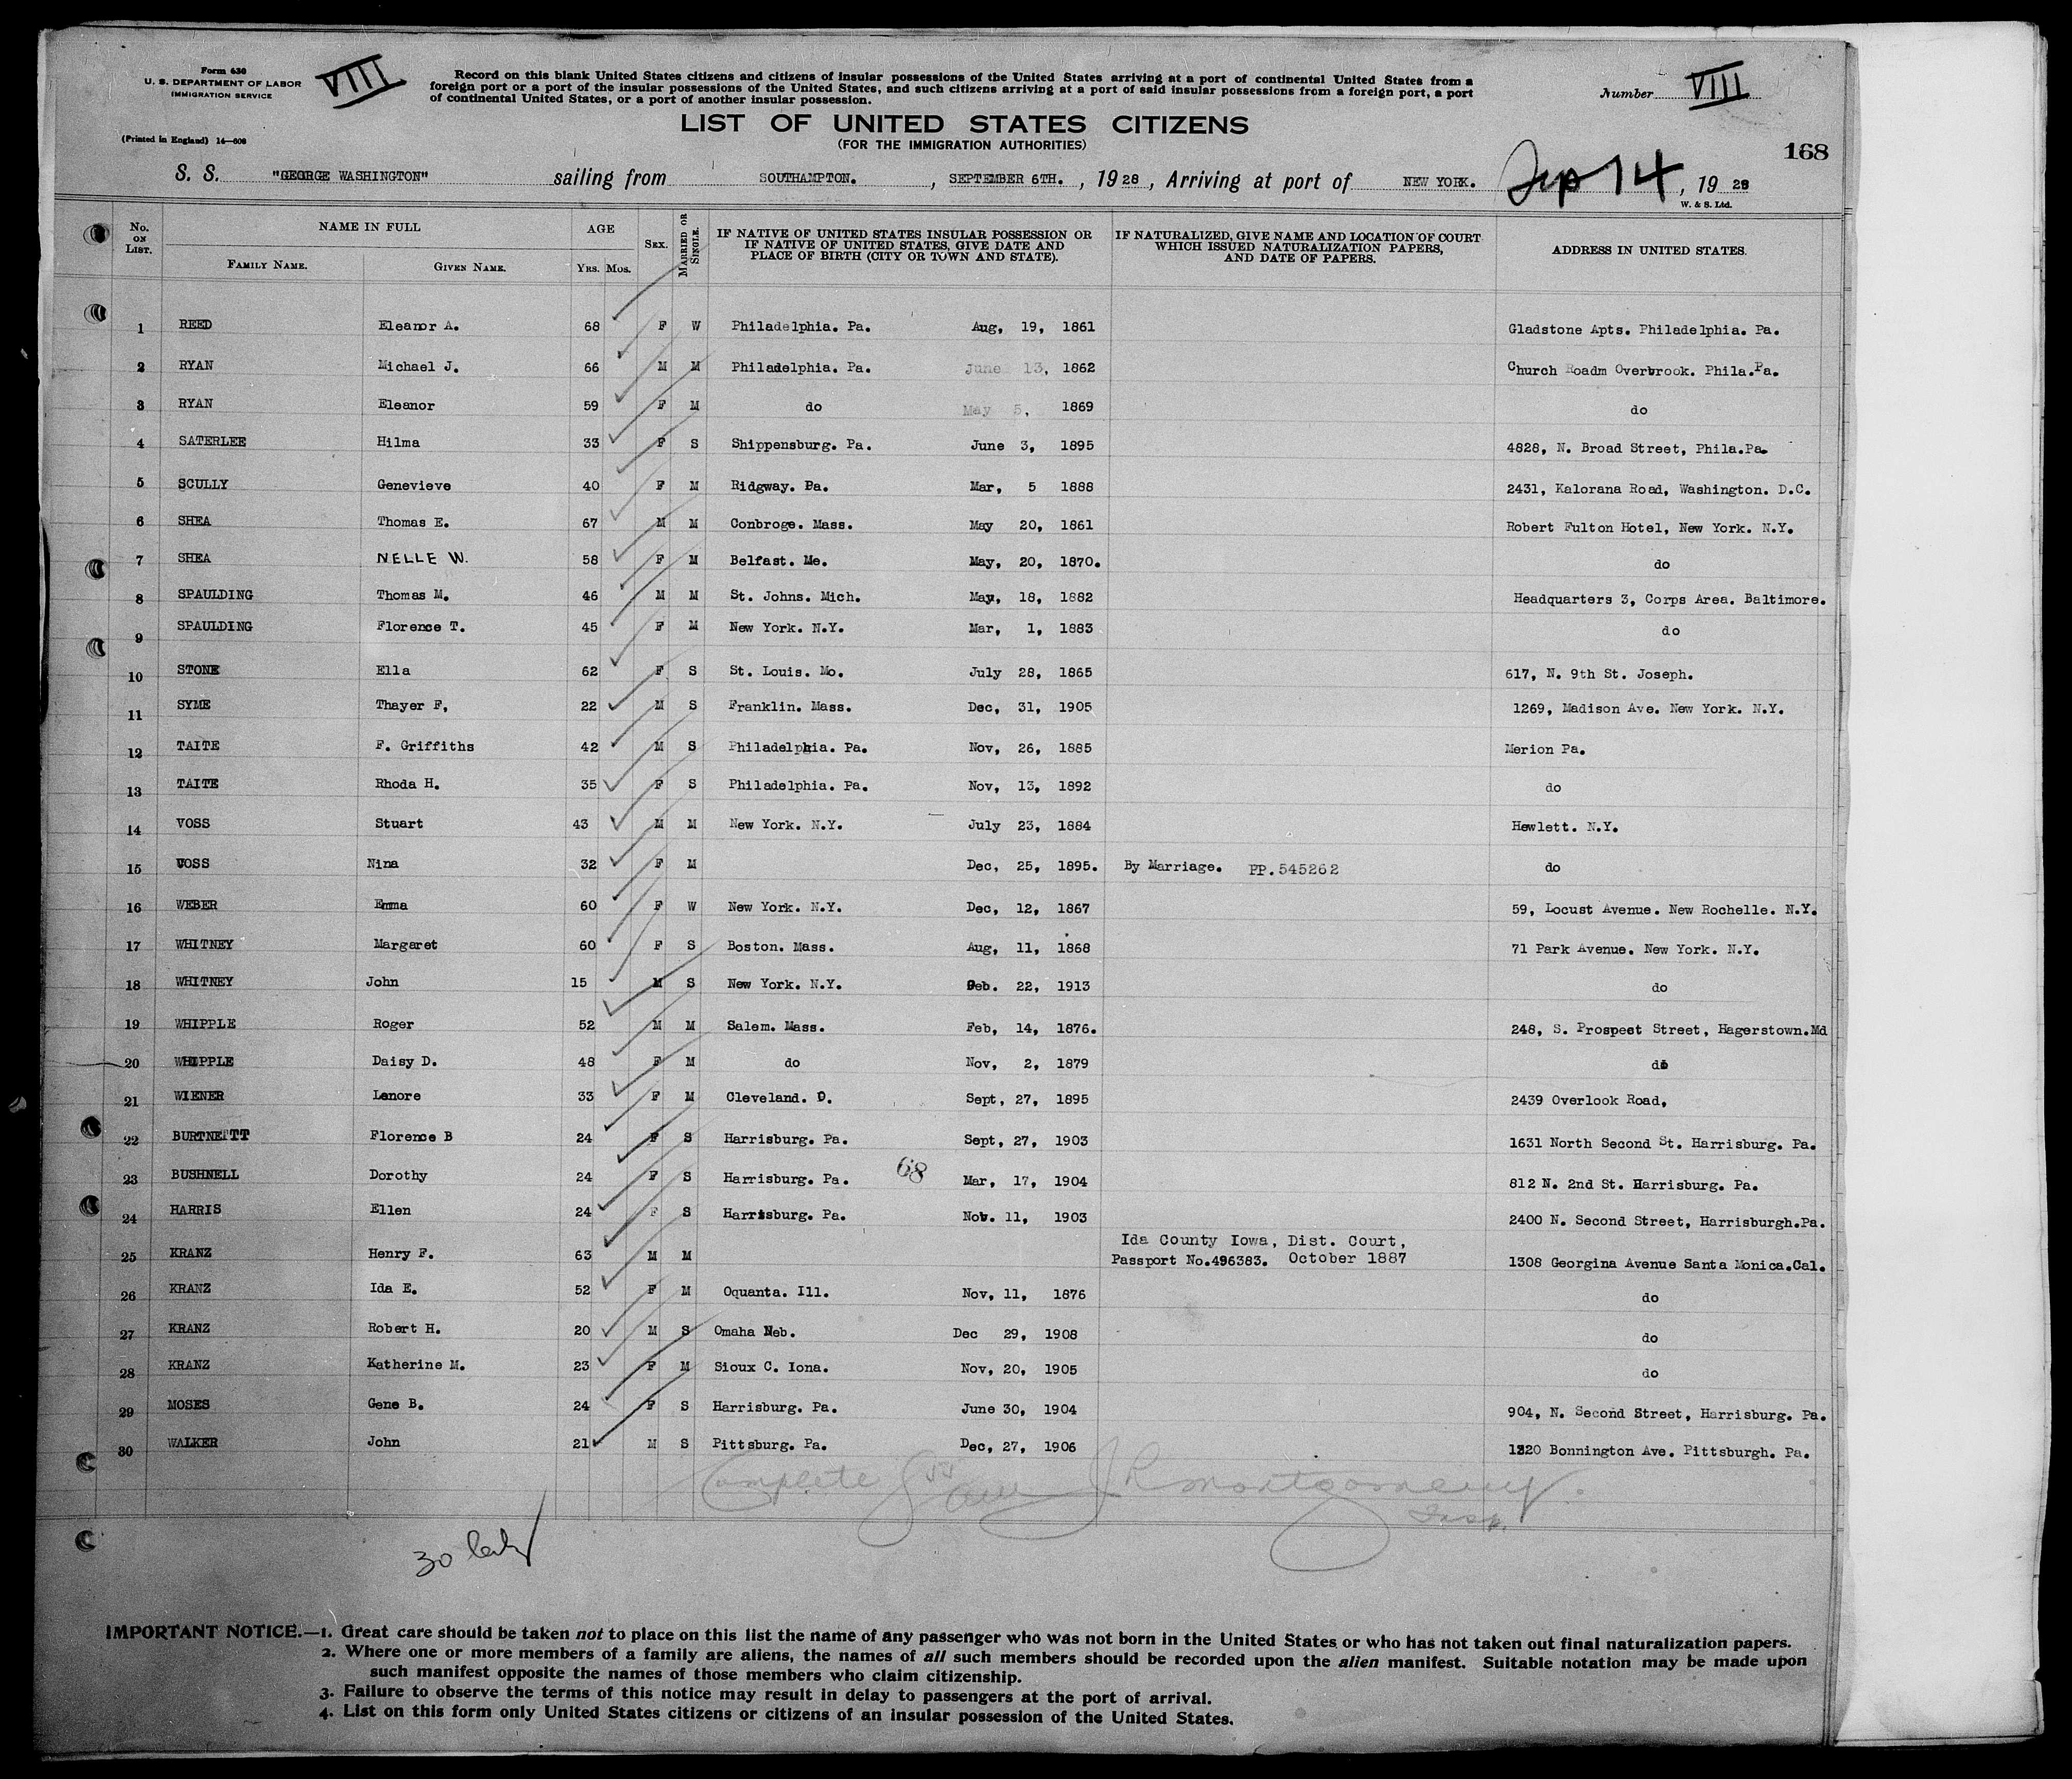 Form 630
U. S. DEPARTMENT OF LABOR
IMMIGRATION SERVICE
(Printed in England) 14—608
VIII
Record on this blank United States citizens and citizens of insular possessions of the United States arriving at a port of continental United States from a
foreign port or a port of the insular possessions of the United States, and such citizens arriving at a port of said insular possessions from a foreign port, a port
of continental United States, or a port of another insular possession.
Number VIII
LIST OF UNITED STATES CITIZENS
(FOR THE IMMIGRATION AUTHORITIES)
168
S. S. "GEORGE WASHINGTON" sailing from SOUTHAMPTON. , SEPTEMBER 6TH. , 1928 , Arriving at port of NEW YORK. Sep 14 , 1928
W. & S. Ltd.
No. ON LIST. NAME IN FULL FAMILY NAME. GIVEN NAME. AGE YRS. MOS. SEX. MARRIED OR SINGLE. IF NATIVE OF UNITED STATES INSULAR POSSESSION OR IF NATIVE OF UNITED STATES, GIVE DATE AND PLACE OF BIRTH (CITY OR TOWN AND STATE). IF NATURALIZED, GIVE NAME AND LOCATION OF COURT WHICH ISSUED NATURALIZATION PAPERS, AND DATE OF PAPERS. ADDRESS IN UNITED STATES.
1 REED Eleanor A. 68 F W Philadelphia. Pa. Aug, 19, 1861 Gladstone Apts. Philadelphia. Pa.
2 RYAN Michael J. 66 M M Philadelphia. Pa. June 13, 1862 Church Roadm Overbrook. Phila.Pa.
3 RYAN Eleanor 59 F M do May 5, 1869 do
4 SATERLEE Hilma 33 F S Shippensburg. Pa. June 3, 1895 4828, N. Broad Street, Phila.Pa.
5 SCULLY Genevieve 40 F M Ridgway. Pa. Mar, 5 1888 2431, Kalorana Road, Washington. D.C.
6 SHEA Thomas E. 67 M M Conbroge. Mass. May 20, 1861 Robert Fulton Hotel, New York. N.Y.
7 SHEA NELLE W. 58 F M Belfast. Me. May, 20, 1870. do
8 SPAULDING Thomas M. 46 M M St. Johns. Mich. May, 18, 1882 Headquarters 3, Corps Area. Baltimore.
9 SPAULDING Florence T. 45 F M New York. N.Y. Mar, 1, 1883 do
10 STONE Ella 62 F S St. Louis. Mo. July 28, 1865 617, N. 9th St. Joseph.
11 SYME Thayer F, 22 M S Franklin. Mass. Dec, 31, 1905 1269, Madison Ave. New York. N.Y.
12 TAITE F. Griffiths 42 M S Philadelphia. Pa. Nov, 26, 1885 Merion Pa.
13 TAITE Rhoda H. 35 F S Philadelphia. Pa. Nov, 13, 1892 do
14 VOSS Stuart 43 M M New York. N.Y. July 23, 1884 Hewlett. N.Y.
15 VOSS Nina 32 F M Dec, 25, 1895. By Marriage. PP.545262 do
16 WEBER Emma 60 F W New York. N.Y. Dec, 12, 1867 59, Locust Avenue. New Rochelle. N.Y.
17 WHITNEY Margaret 60 F S Boston. Mass. Aug, 11, 1868 71 Park Avenue. New York. N.Y.
18 WHITNEY John 15 M S New York. N.Y. Feb. 22, 1913 do
19 WHIPPLE Roger 52 M M Salem. Mass. Feb, 14, 1876. 248, S. Prospect Street, Hagerstown.Md
20 WHIPPLE Daisy D. 48 F M do Nov, 2, 1879 do
21 WIENER Lenore 33 F M Cleveland. O. Sept, 27, 1895 2439 Overlook Road,
22 BURTNETT Florence B 24 F S Harrisburg. Pa. Sept, 27, 1903 1631 North Second St. Harrisburg. Pa.
23 BUSHNELL Dorothy 24 F S Harrisburg. Pa. 68 Mar, 17, 1904 812 N. 2nd St. Harrisburg. Pa.
24 HARRIS Ellen 24 F S Harrisburg. Pa. Nov. 11, 1903 2400 N. Second Street, Harrisburgh.Pa.
Ida County Iowa, Dist. Court,
25 KRANZ Henry F. 63 M M Passport No.496383. October 1887 1308 Georgina Avenue Santa Monica.Cal.
26 KRANZ Ida E. 52 F M Oquanta. Ill. Nov, 11, 1876 do
27 KRANZ Robert H. 20 M S Omaha Neb. Dec 29, 1908 do
28 KRANZ Katherine M. 23 F M Sioux C. Iona. Nov, 20, 1905 do
29 MOSES Gene B. 24 F S Harrisburg. Pa. June 30, 1904 904, N. Second Street, Harrisburg. Pa.
30 WALKER John 21 M S Pittsburg. Pa. Dec, 27, 1906 1220 Bonnington Ave. Pittsburgh. Pa.
Complete J R Montgomery.
Insp.
30
IMPORTANT NOTICE.—1. Great care should be taken not to place on this list the name of any passenger who was not born in the United States or who has not taken out final naturalization papers.
2. Where one or more members of a family are aliens, the names of all such members should be recorded upon the alien manifest. Suitable notation may be made upon
such manifest opposite the names of those members who claim citizenship.
3. Failure to observe the terms of this notice may result in delay to passengers at the port of arrival.
4. List on this form only United States citizens or citizens of an insular possession of the United States.